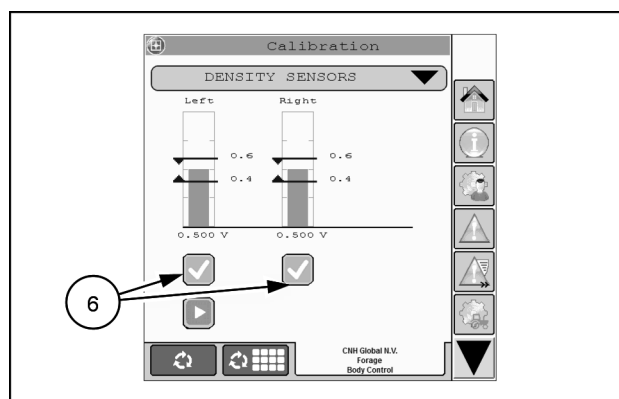 Calibration
DENSITY SENSORS
Left Right
0.6 0.6
0.4 0.4
0.500 V 0.500 V
6
CNH Global N.V.
Forage
Body Control